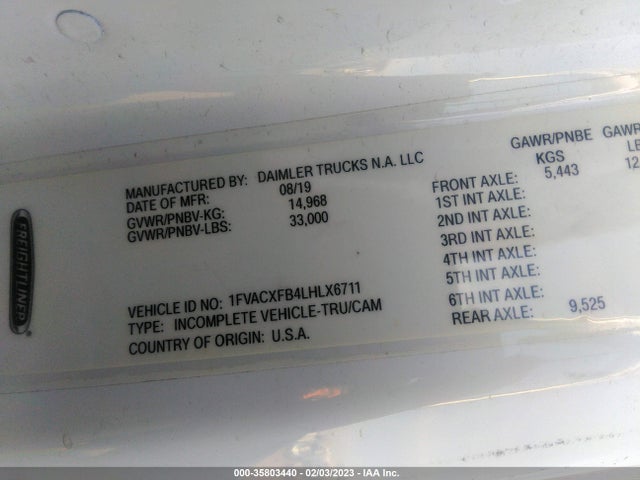 FREIGHTLINER
MANUFACTURED BY: DAIMLER TRUCKS N.A. LLC
DATE OF MFR: 08/19
GVWR/PNBV-KG: 14,968
GVWR/PNBV-LBS: 33,000
VEHICLE ID NO: 1FVACXFB4LHLX6711
TYPE: INCOMPLETE VEHICLE-TRU/CAM
COUNTRY OF ORIGIN: U.S.A.
GAWR/PNBE GAWR
KGS LB
FRONT AXLE: 5,443 12,
1ST INT AXLE:
2ND INT AXLE:
3RD INT AXLE:
4TH INT AXLE:
5TH INT AXLE:
6TH INT AXLE:
REAR AXLE: 9,525
000-35803440 - 02/03/2023 - IAA Inc.